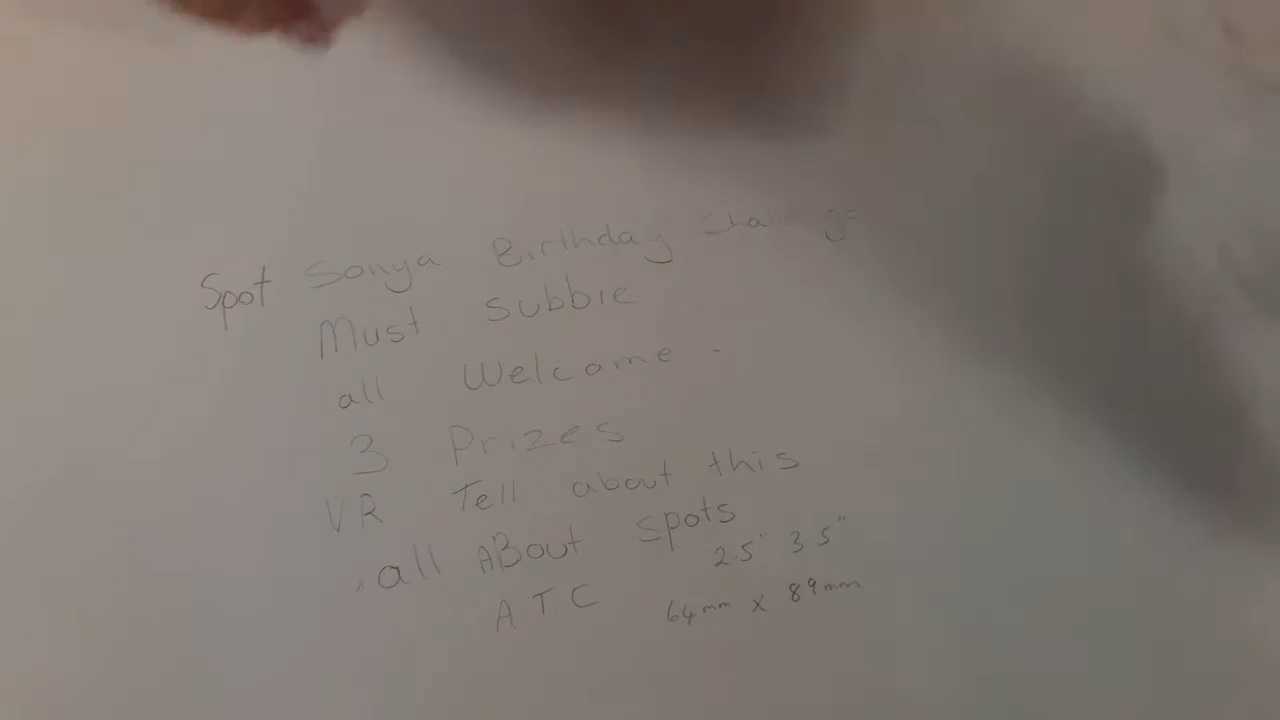 Spot Sonya Birthday
Must Subbie
all Welcome.
3 Prizes
VR Tell about this
all ABout Spots
2.5" 3 5"
A.T.C 64mm x 89mm